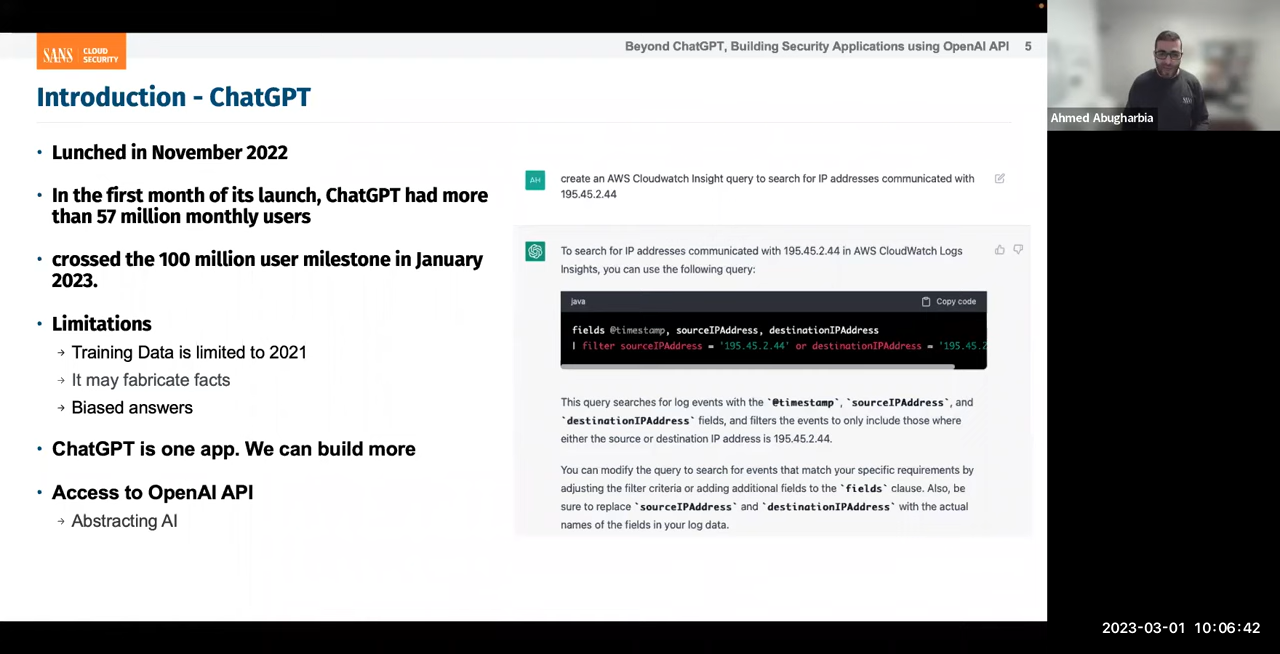 SANS | CLOUD SECURITY
Beyond ChatGPT, Building Security Applications using OpenAI API 5
Introduction - ChatGPT
• Lunched in November 2022
• In the first month of its launch, ChatGPT had more
than 57 million monthly users
• crossed the 100 million user milestone in January
2023.
• Limitations
→ Training Data is limited to 2021
→ It may fabricate facts
→ Biased answers
• ChatGPT is one app. We can build more
• Access to OpenAI API
→ Abstracting AI
AH
create an AWS Cloudwatch Insight query to search for IP addresses communicated with
195.45.2.44
To search for IP addresses communicated with 195.45.2.44 in AWS CloudWatch Logs
Insights, you can use the following query:
java Copy code
fields @timestamp, sourceIPAddress, destinationIPAddress
| filter sourceIPAddress = '195.45.2.44' or destinationIPAddress = '195.45.2
This query searches for log events with the `@timestamp`, `sourceIPAddress`, and
`destinationIPAddress` fields, and filters the events to only include those where
either the source or destination IP address is 195.45.2.44.
You can modify the query to search for events that match your specific requirements by
adjusting the filter criteria or adding additional fields to the `fields` clause. Also, be
sure to replace `sourceIPAddress` and `destinationIPAddress` with the actual
names of the fields in your log data.
Ahmed Abugharbia
2023-03-01 10:06:42